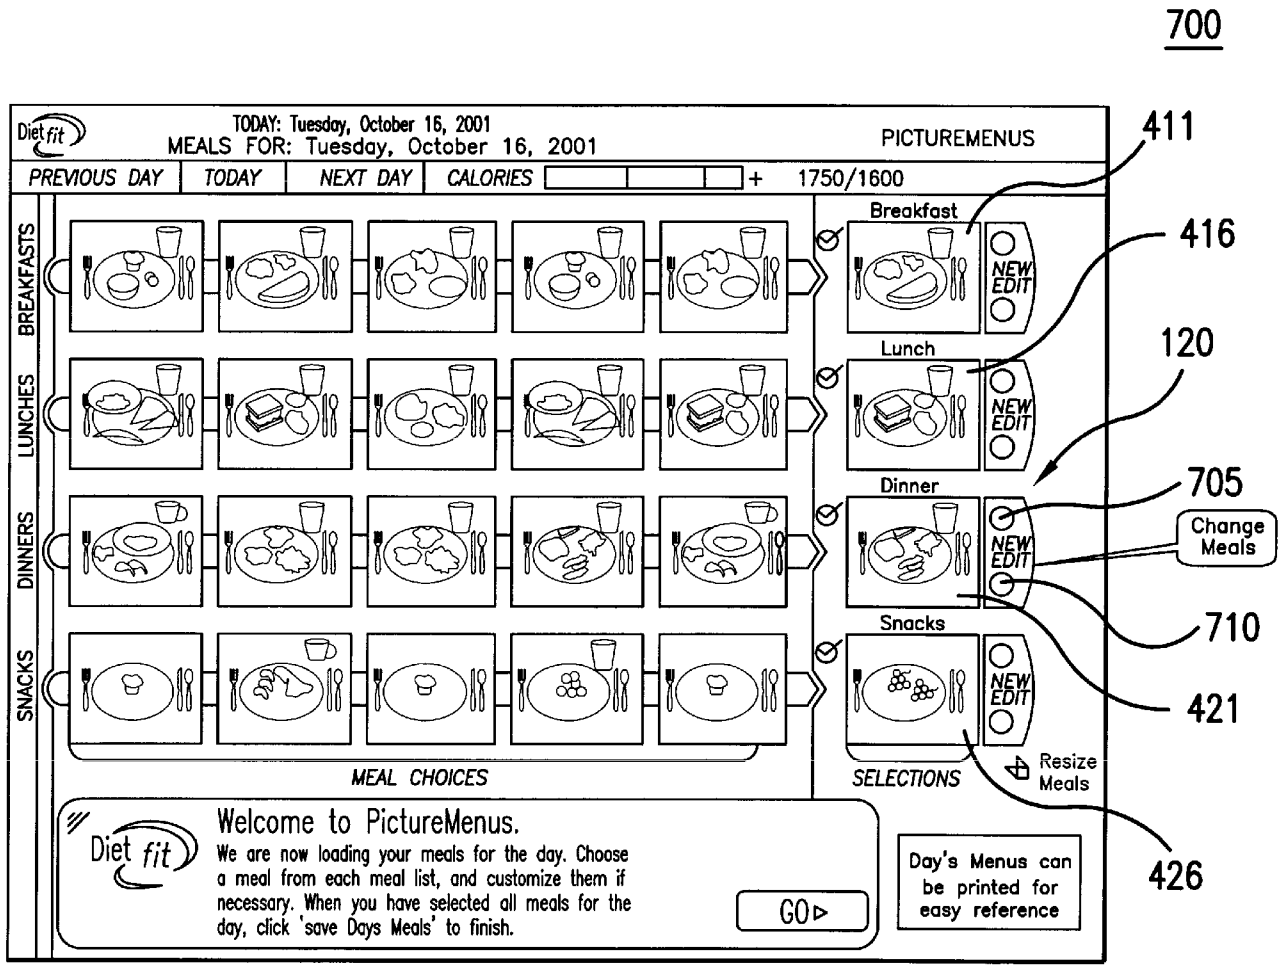 700
Diet fit
TODAY: Tuesday, October 16, 2001
MEALS FOR: Tuesday, October 16, 2001
PICTUREMENUS
411
PREVIOUS DAY
TODAY
NEXT DAY
CALORIES
+
1750/1600
BREAKFASTS
Breakfast
NEW
EDIT
416
LUNCHES
Lunch
NEW
EDIT
120
DINNERS
Dinner
NEW
EDIT
705
Change
Meals
710
SNACKS
Snacks
NEW
EDIT
421
MEAL CHOICES
SELECTIONS
Resize
Meals
426
Diet fit
Welcome to PictureMenus.
We are now loading your meals for the day. Choose
a meal from each meal list, and customize them if
necessary. When you have selected all meals for the
day, click 'save Days Meals' to finish.
GO
Day's Menus can
be printed for
easy reference